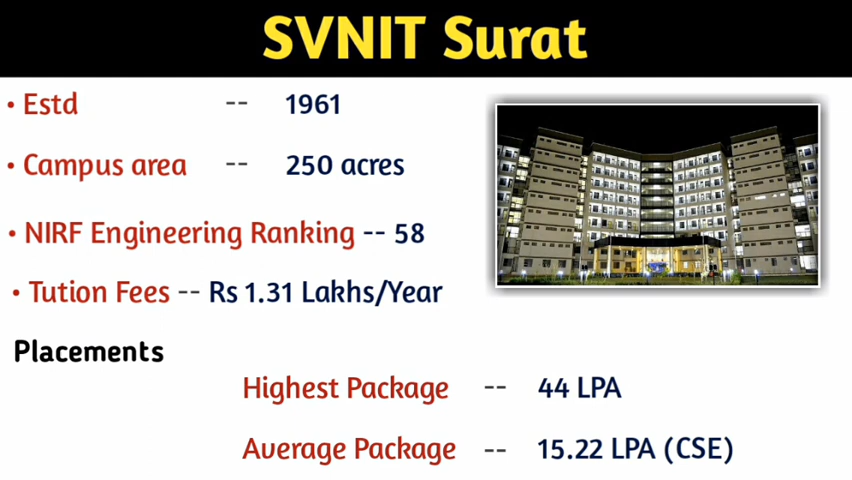 SVNIT Surat
• Estd -- 1961
• Campus area -- 250 acres
• NIRF Engineering Ranking -- 58
• Tution Fees -- Rs 1.31 Lakhs/Year
Placements
Highest Package -- 44 LPA
Average Package -- 15.22 LPA (CSE)